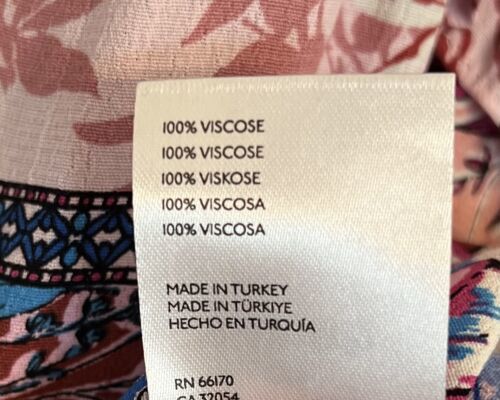 100% VISCOSE
100% VISCOSE
100% VISKOSE
100% VISCOSA
100% VISCOSA
MADE IN TURKEY
MADE IN TÜRKIYE
HECHO EN TURQUÍA
RN 66170
CA 32054